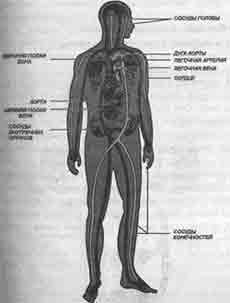 СОСУДЫ ГОЛОВЫ
ВЕРХНЯЯ ПОЛАЯ
ВЕНА
ДУГА АОРТЫ
ЛЕГОЧНАЯ АРТЕРИЯ
ЛЕГОЧНАЯ ВЕНА
СЕРДЦЕ
АОРТА
НИЖНЯЯ ПОЛАЯ
ВЕНА
СОСУДЫ
ВНУТРЕННИХ
ОРГАНОВ
СОСУДЫ
КОНЕЧНОСТЕЙ